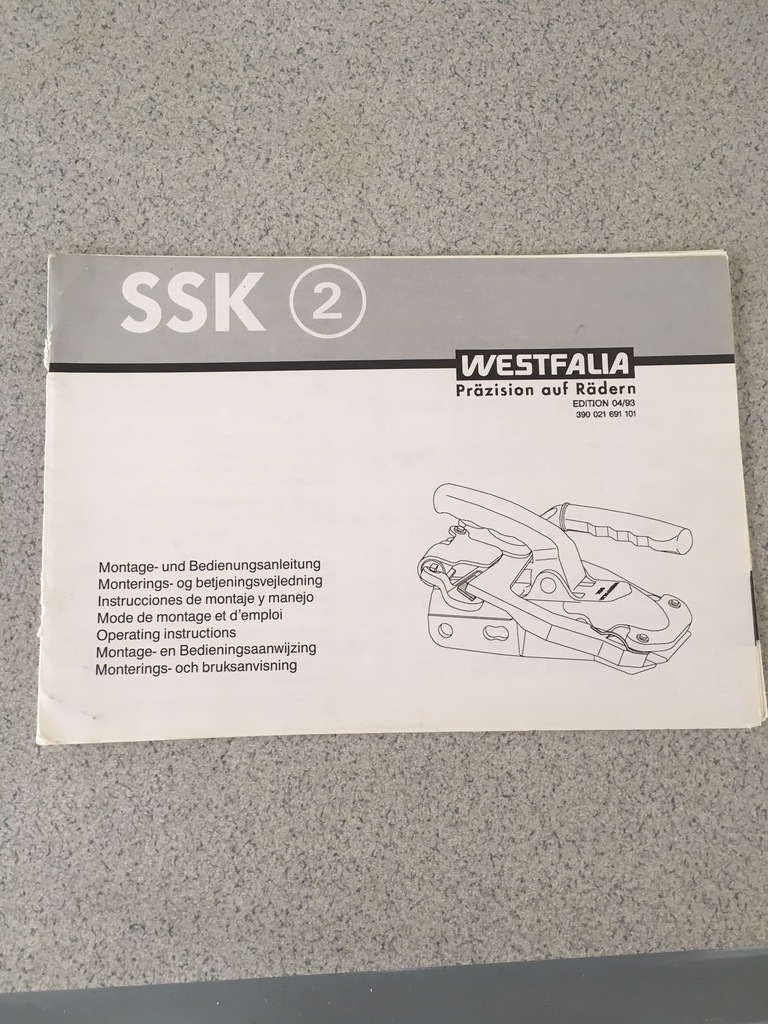 SSK 2
WESTFALIA
Präzision auf Rädern
EDITION 04/93
390 021 691 101
Montage- und Bedienungsanleitung
Monterings- og betjeningsvejledning
Instrucciones de montaje y manejo
Mode de montage et d'emploi
Operating instructions
Montage- en Bedieningsaanwijzing
Monterings- och bruksanvisning